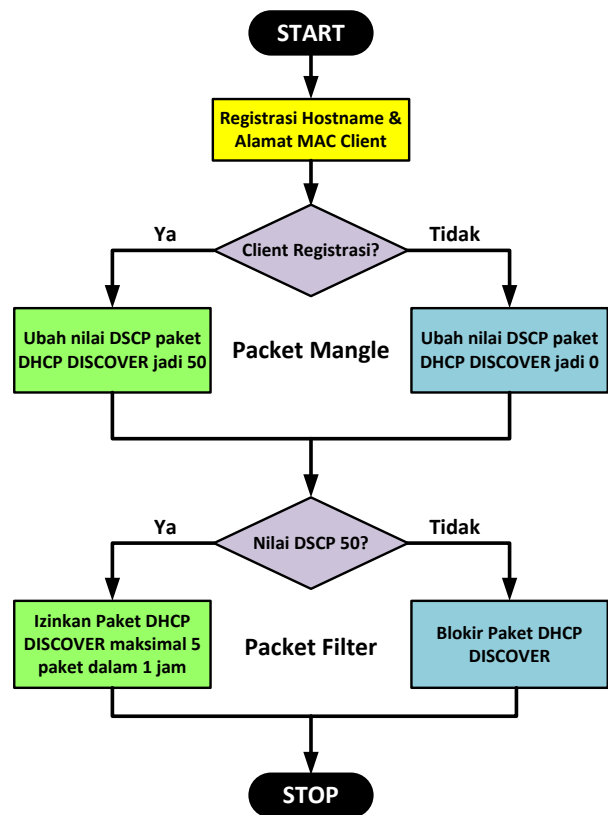 START
Registrasi Hostname &
Alamat MAC Client
Ya
Client Registrasi?
Tidak
Ubah nilai DSCP paket
DHCP DISCOVER jadi 50
Packet Mangle
Ubah nilai DSCP paket
DHCP DISCOVER jadi 0
Ya
Nilai DSCP 50?
Tidak
Izinkan Paket DHCP
DISCOVER maksimal 5
paket dalam 1 jam
Packet Filter
Blokir Paket DHCP
DISCOVER
STOP